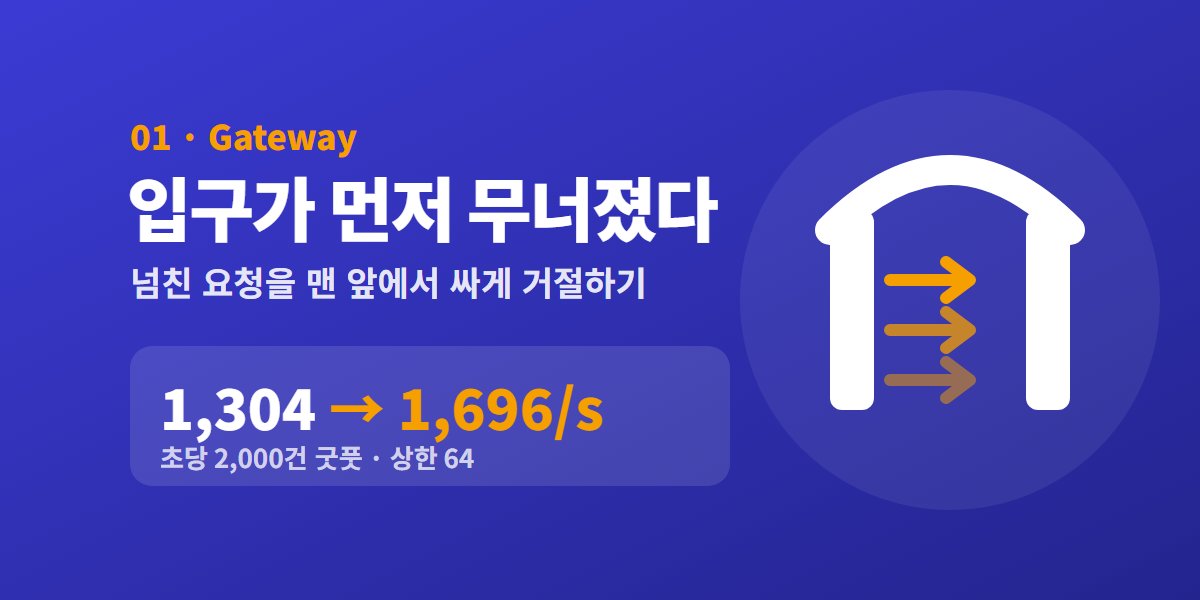 01 · Gateway
입구가 먼저 무너졌다
넘친 요청을 맨 앞에서 싸게 거절하기
1,304 → 1,696/s
초당 2,000건 굿풋 · 상한 64